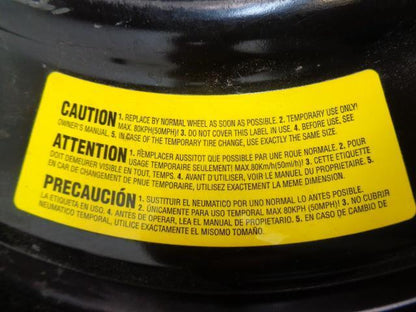 CAUTION 1. REPLACE BY NORMAL WHEEL AS SOON AS POSSIBLE. 2. TEMPORARY USE ONLY!
MAX. 80KPH(50MPH)! 3. DO NOT COVER THIS LABEL IN USE. 4. BEFORE USE, SEE
OWNER'S MANUAL. 5. IN CASE OF THE TEMPORARY TIRE CHANGE, USE EXACTLY THE SAME SIZE.
ATTENTION 1. REMPLACER AUSSITOT QUE POSSIBLE PAR UNE ROUE NORMALE. 2. POUR
USAGE TEMPORAIRE SEULEMENT! MAX.80km/h(50mi/h)! 3. CETTE ETIQUETTE
DOIT DEMEURER VISIBLE EN TOUT, TEMPS. 4. AVANT D'UTILISER, VOIR LE MANUEL DU PROPRIETAIRE. 5.
EN CAR DE CHANGEMENT DE PNUE TEMPORAIRE, UTILISEZ EXACTEMENT LA MEME DIMENSION.
PRECAUCIÓN 1. SUSTITUIR EL NEUMATICO POR UNO NORMAL LO ANTES POSIBLE.
2. ÚNICAMENTE PARA USO TEMPORAL MAX 80KPH (50MPH)! 3. NO CUBRIR
LA ETIQUETA EN USO. 4. ANTES DE OPERAR, LEA EL MANUAL DE PROPIETARIO. 5. EN CASO DE CAMBIO DE
NEUMATICO TEMPORAL, UTILICE EXACTAMENTE EL MISOMO TOMAÑO.